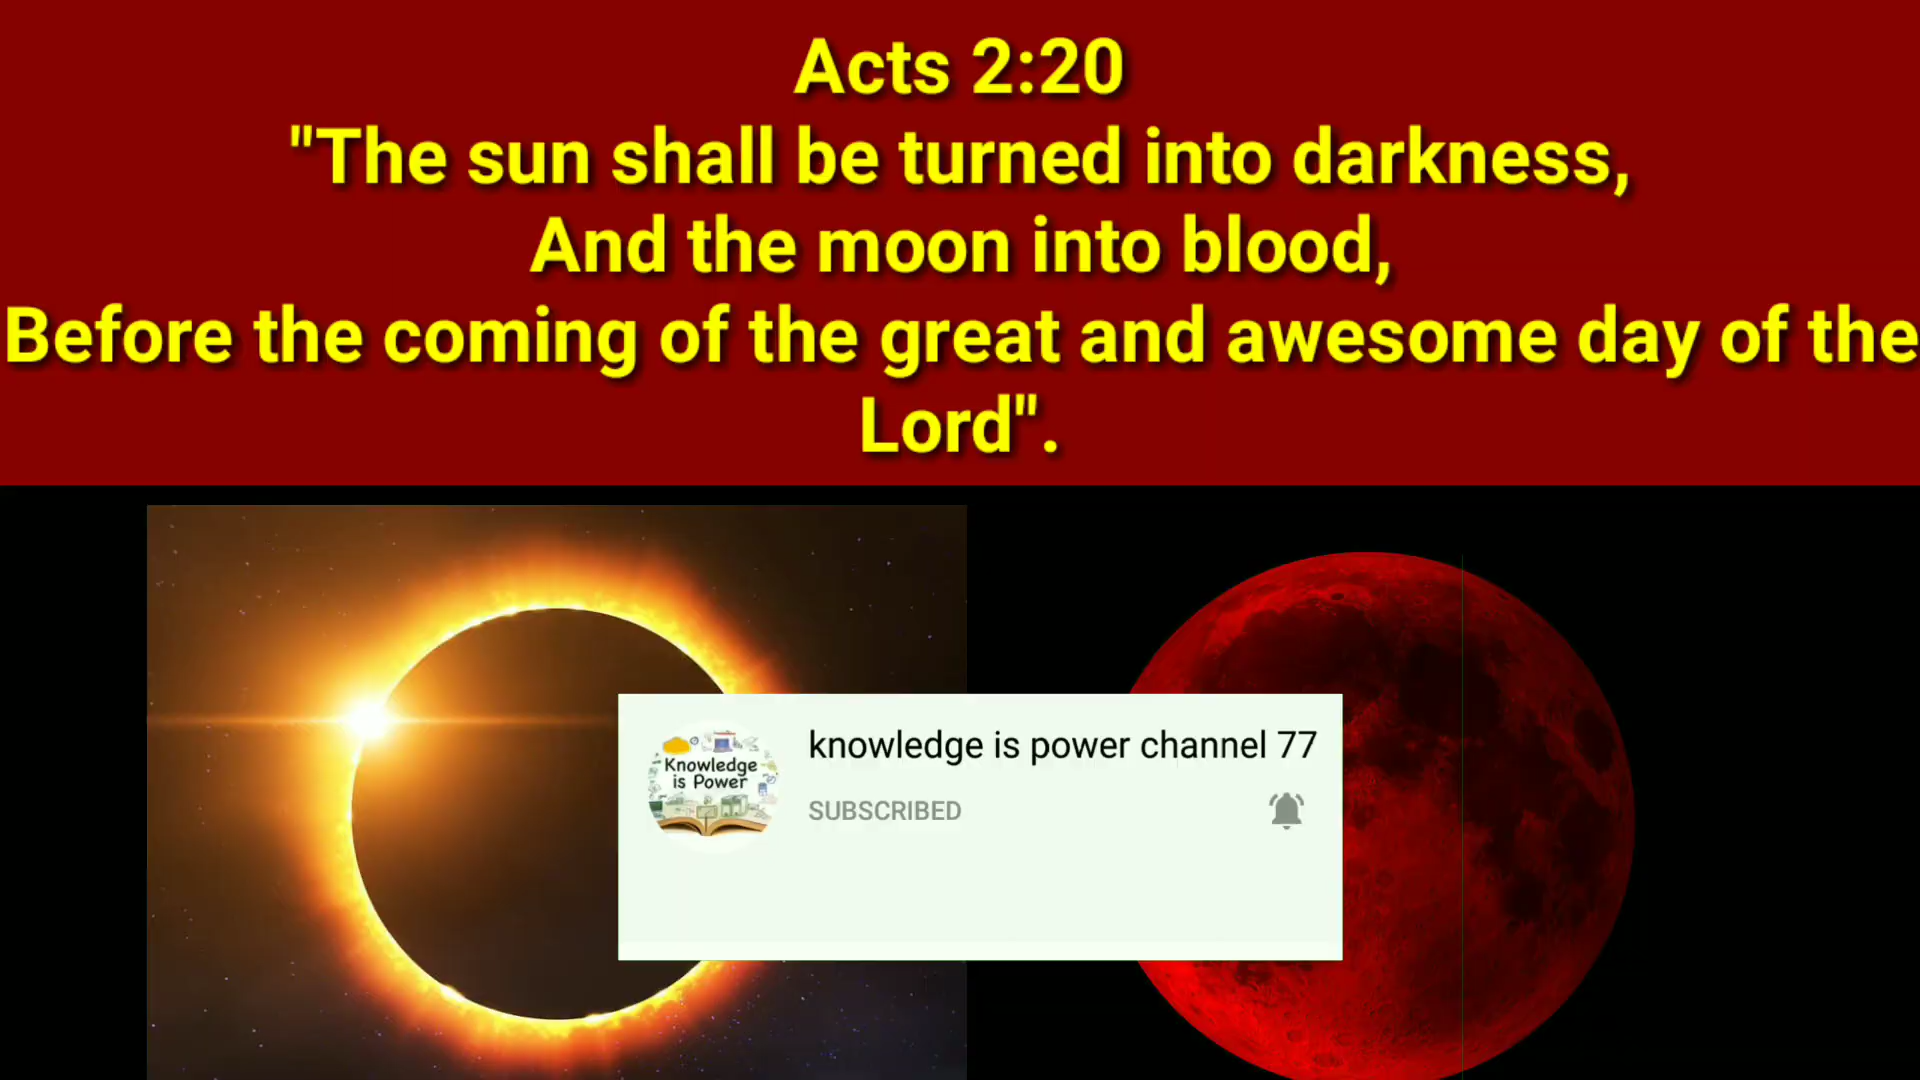 Acts 2:20
"The sun shall be turned into darkness,
And the moon into blood,
Before the coming of the great and awesome day of the
Lord".
knowledge is power channel 77
Knowledge
is Power
SUBSCRIBED